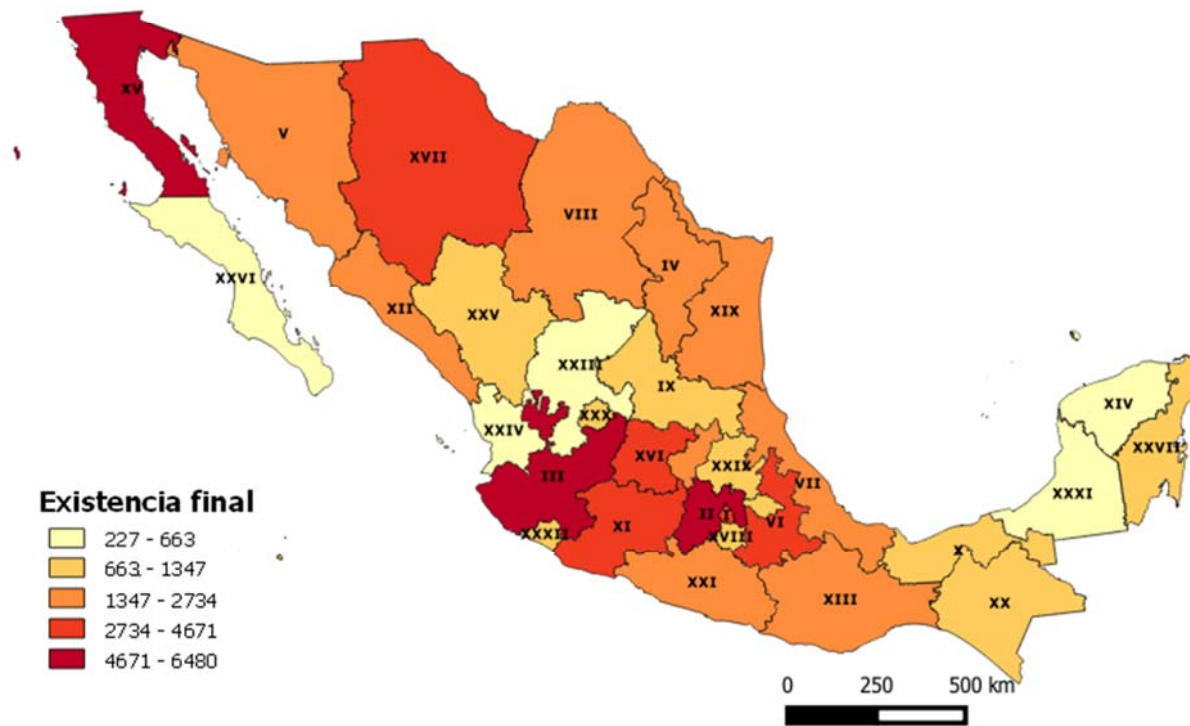 XV
V
XVII
VIII
XXVI
IV
XII
XXV
XIX
XXIII
IX
XXX
XXIV
XIV
XXVII
XVI
XXIX
III
VII
XXXI
II
I
VI
XI
XXXII
XVIII
X
XXI
XIII
XX
Existencia final
227 - 663
663 - 1347
1347 - 2734
2734 - 4671
4671 - 6480
0 250 500 km